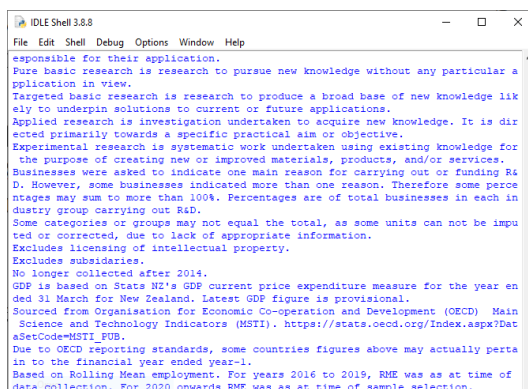 IDLE Shell 3.8.8
File Edit Shell Debug Options Window Help
esponsible for their application.
Pure basic research is research to pursue new knowledge without any particular a
pplication in view.
Targeted basic research is research to produce a broad base of new knowledge lik
ely to underpin solutions to current or future applications.
Applied research is investigation undertaken to acquire new knowledge. It is dir
ected primarily towards a specific practical aim or objective.
Experimental research is systematic work undertaken using existing knowledge for
 the purpose of creating new or improved materials, products, and/or services.
Businesses were asked to indicate one main reason for carrying out or funding R&
D. However, some businesses indicated more than one reason. Therefore some perce
ntages may sum to more than 100%. Percentages are of total businesses in each in
dustry group carrying out R&D.
Some categories or groups may not equal the total, as some units can not be impu
ted or corrected, due to lack of appropriate information.
Excludes licensing of intellectual property.
Excludes subsidaries.
No longer collected after 2014.
GDP is based on Stats NZ's GDP current price expenditure measure for the year en
ded 31 March for New Zealand. Latest GDP figure is provisional.
Sourced from Organisation for Economic Co-operation and Development (OECD)  Main
 Science and Technology Indicators (MSTI). https://stats.oecd.org/Index.aspx?Dat
aSetCode=MSTI_PUB.
Due to OECD reporting standards, some countries figures above may actually perta
in to the financial year ended year-1.
Based on Rolling Mean employment. For years 2016 to 2019, RME was as at time of
data collection. For 2020 onwards RME was as at time of sample selection.